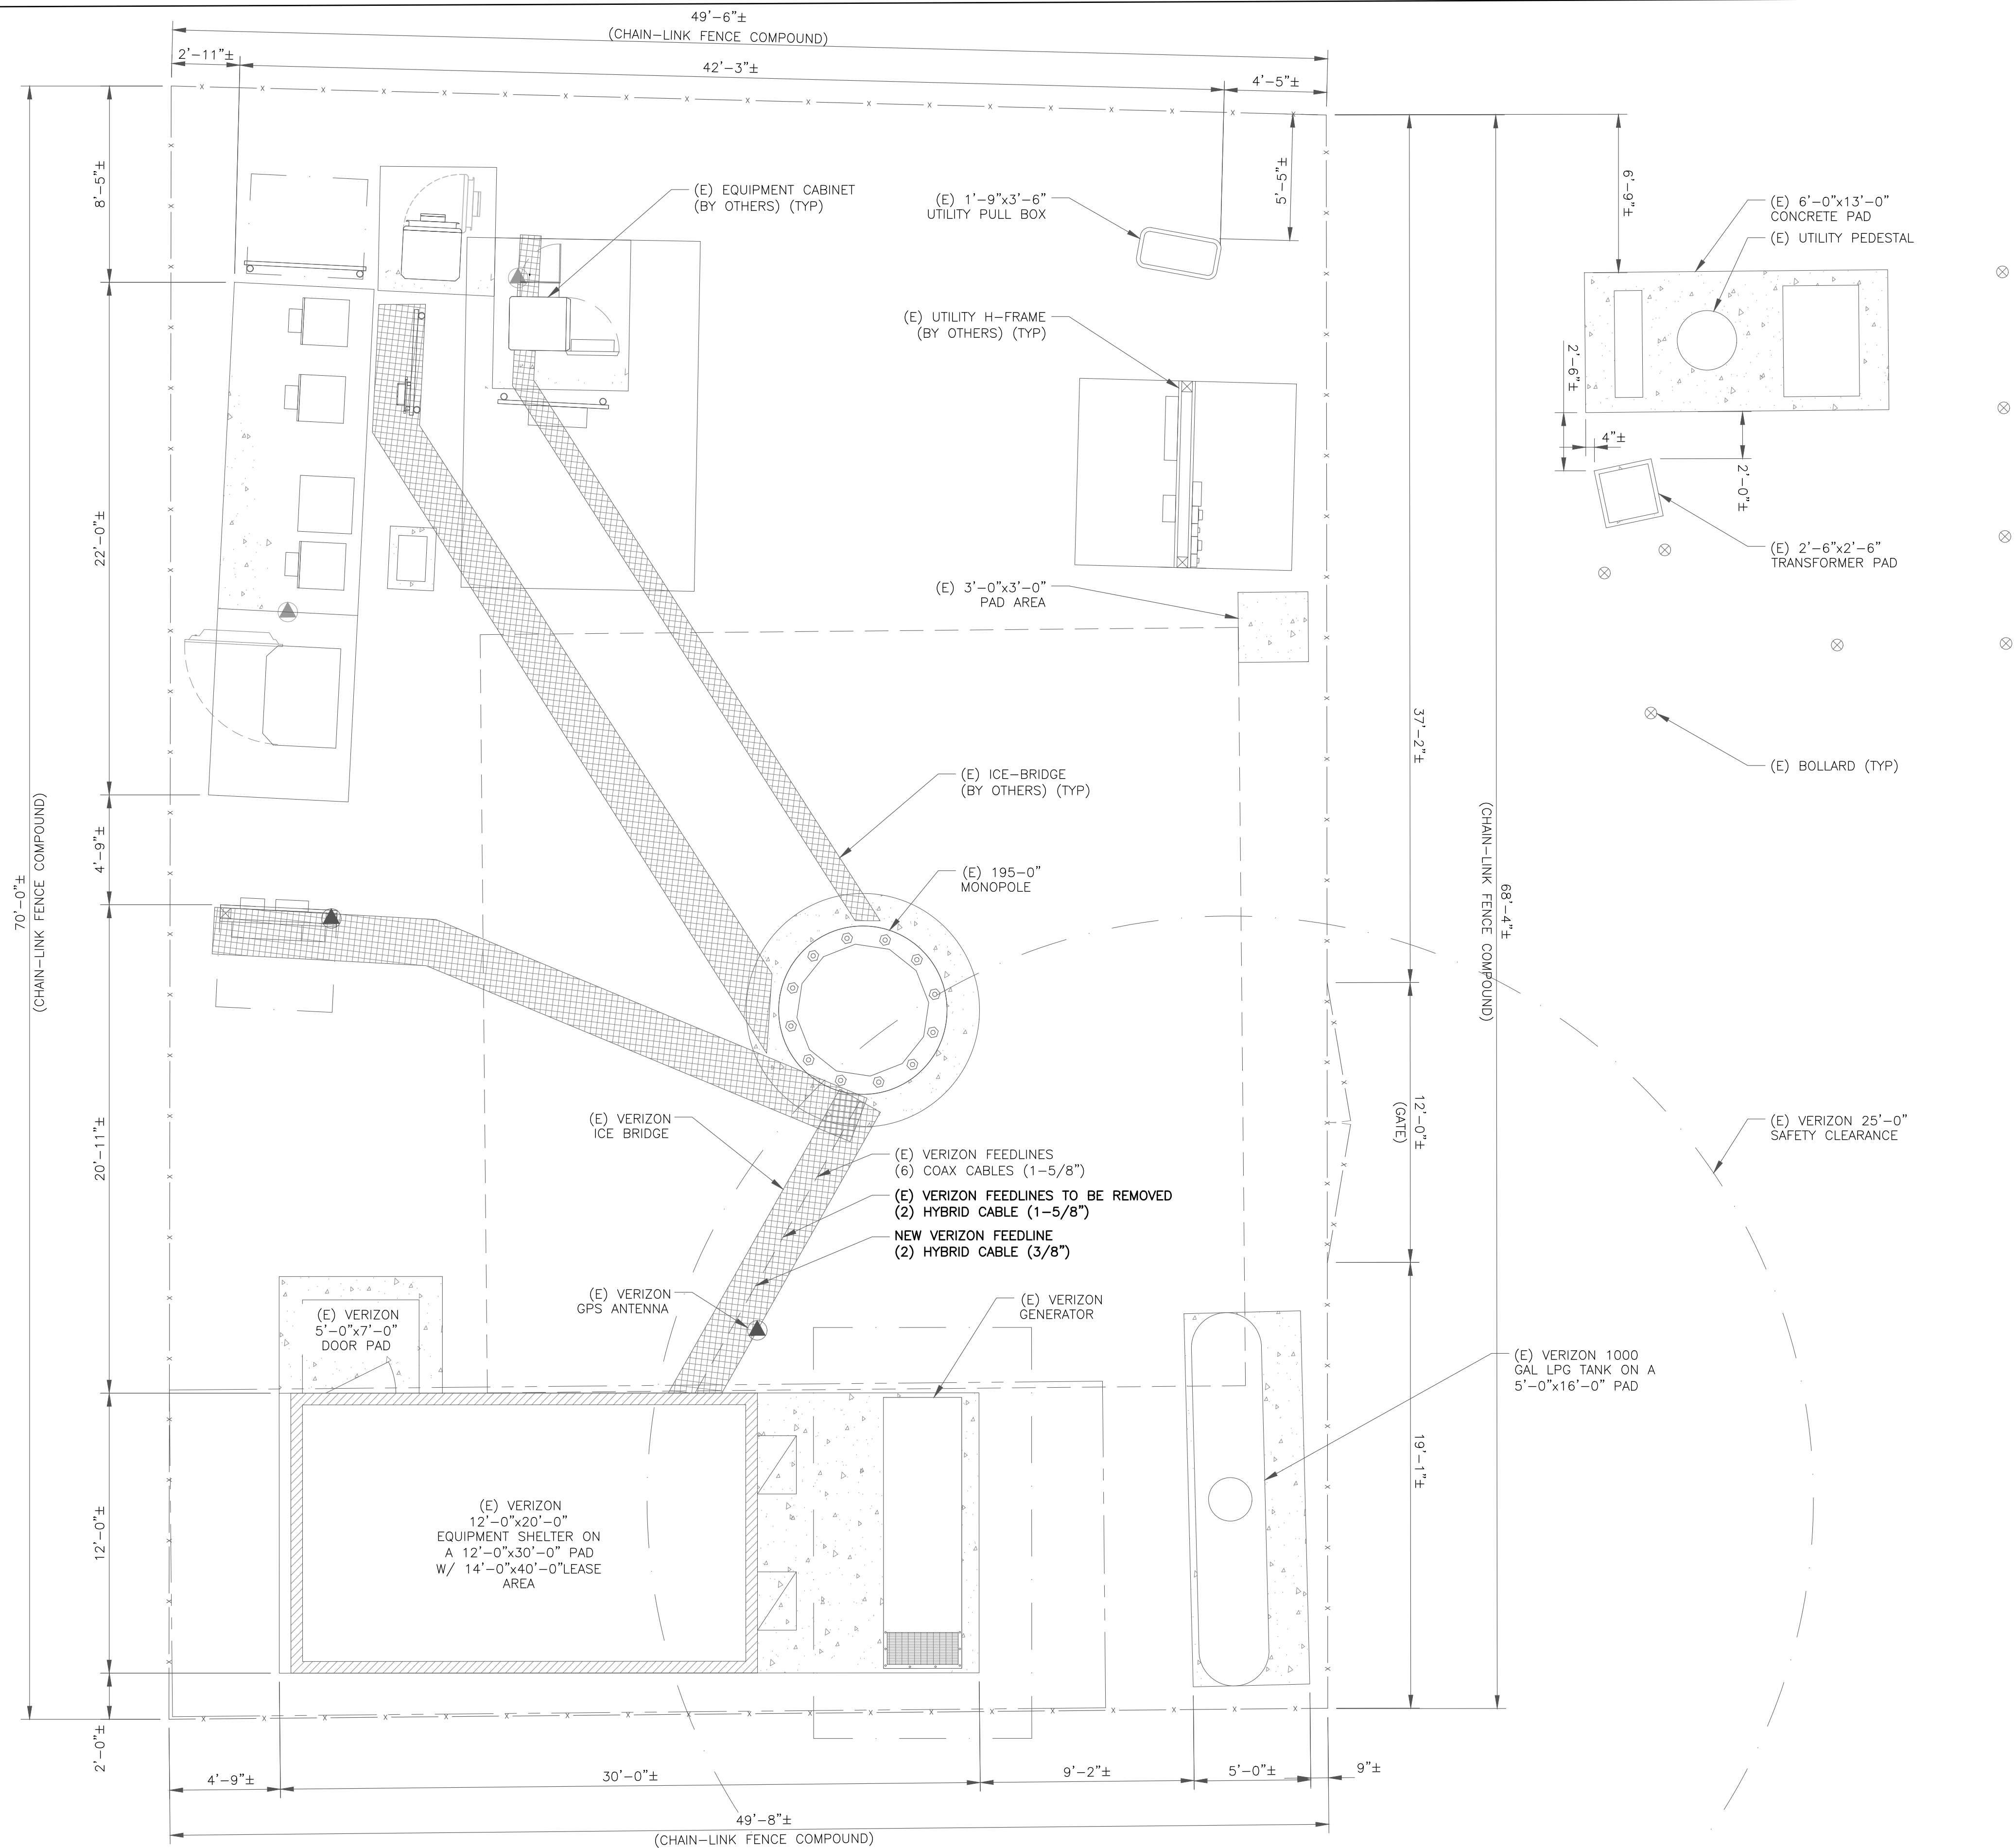 49'-6"±
(CHAIN-LINK FENCE COMPOUND)
2'-11"±
42'-3"±
4'-5"±
8'-5"±
5'-5"±
6'-9"±
(E) EQUIPMENT CABINET
(BY OTHERS) (TYP)
(E) 1'-9"x3'-6"
UTILITY PULL BOX
(E) 6'-0"x13'-0"
CONCRETE PAD
(E) UTILITY PEDESTAL
(E) UTILITY H-FRAME
(BY OTHERS) (TYP)
2'-6"±
4"±
2'-0"±
22'-0"±
(E) 2'-6"x2'-6"
TRANSFORMER PAD
(E) 3'-0"x3'-0"
PAD AREA
37'-2"±
(E) BOLLARD (TYP)
(E) ICE-BRIDGE
(BY OTHERS) (TYP)
4'-9"±
70'-0"±
(CHAIN-LINK FENCE COMPOUND)
(E) 195-0"
MONOPOLE
68'-4"±
(CHAIN-LINK FENCE COMPOUND)
20'-11"±
(E) VERIZON
ICE BRIDGE
12'-0"±
(GATE)
(E) VERIZON 25'-0"
SAFETY CLEARANCE
(E) VERIZON FEEDLINES
(6) COAX CABLES (1-5/8")
(E) VERIZON FEEDLINES TO BE REMOVED
(2) HYBRID CABLE (1-5/8")
NEW VERIZON FEEDLINE
(2) HYBRID CABLE (3/8")
(E) VERIZON
GPS ANTENNA
(E) VERIZON
GENERATOR
(E) VERIZON
5'-0"x7'-0"
DOOR PAD
(E) VERIZON 1000
GAL LPG TANK ON A
5'-0"x16'-0" PAD
19'-1"±
12'-0"±
(E) VERIZON
12'-0"x20'-0"
EQUIPMENT SHELTER ON
A 12'-0"x30'-0" PAD
W/ 14'-0"x40'-0"LEASE
AREA
2'-0"±
4'-9"±
30'-0"±
9'-2"±
5'-0"±
9"±
49'-8"±
(CHAIN-LINK FENCE COMPOUND)